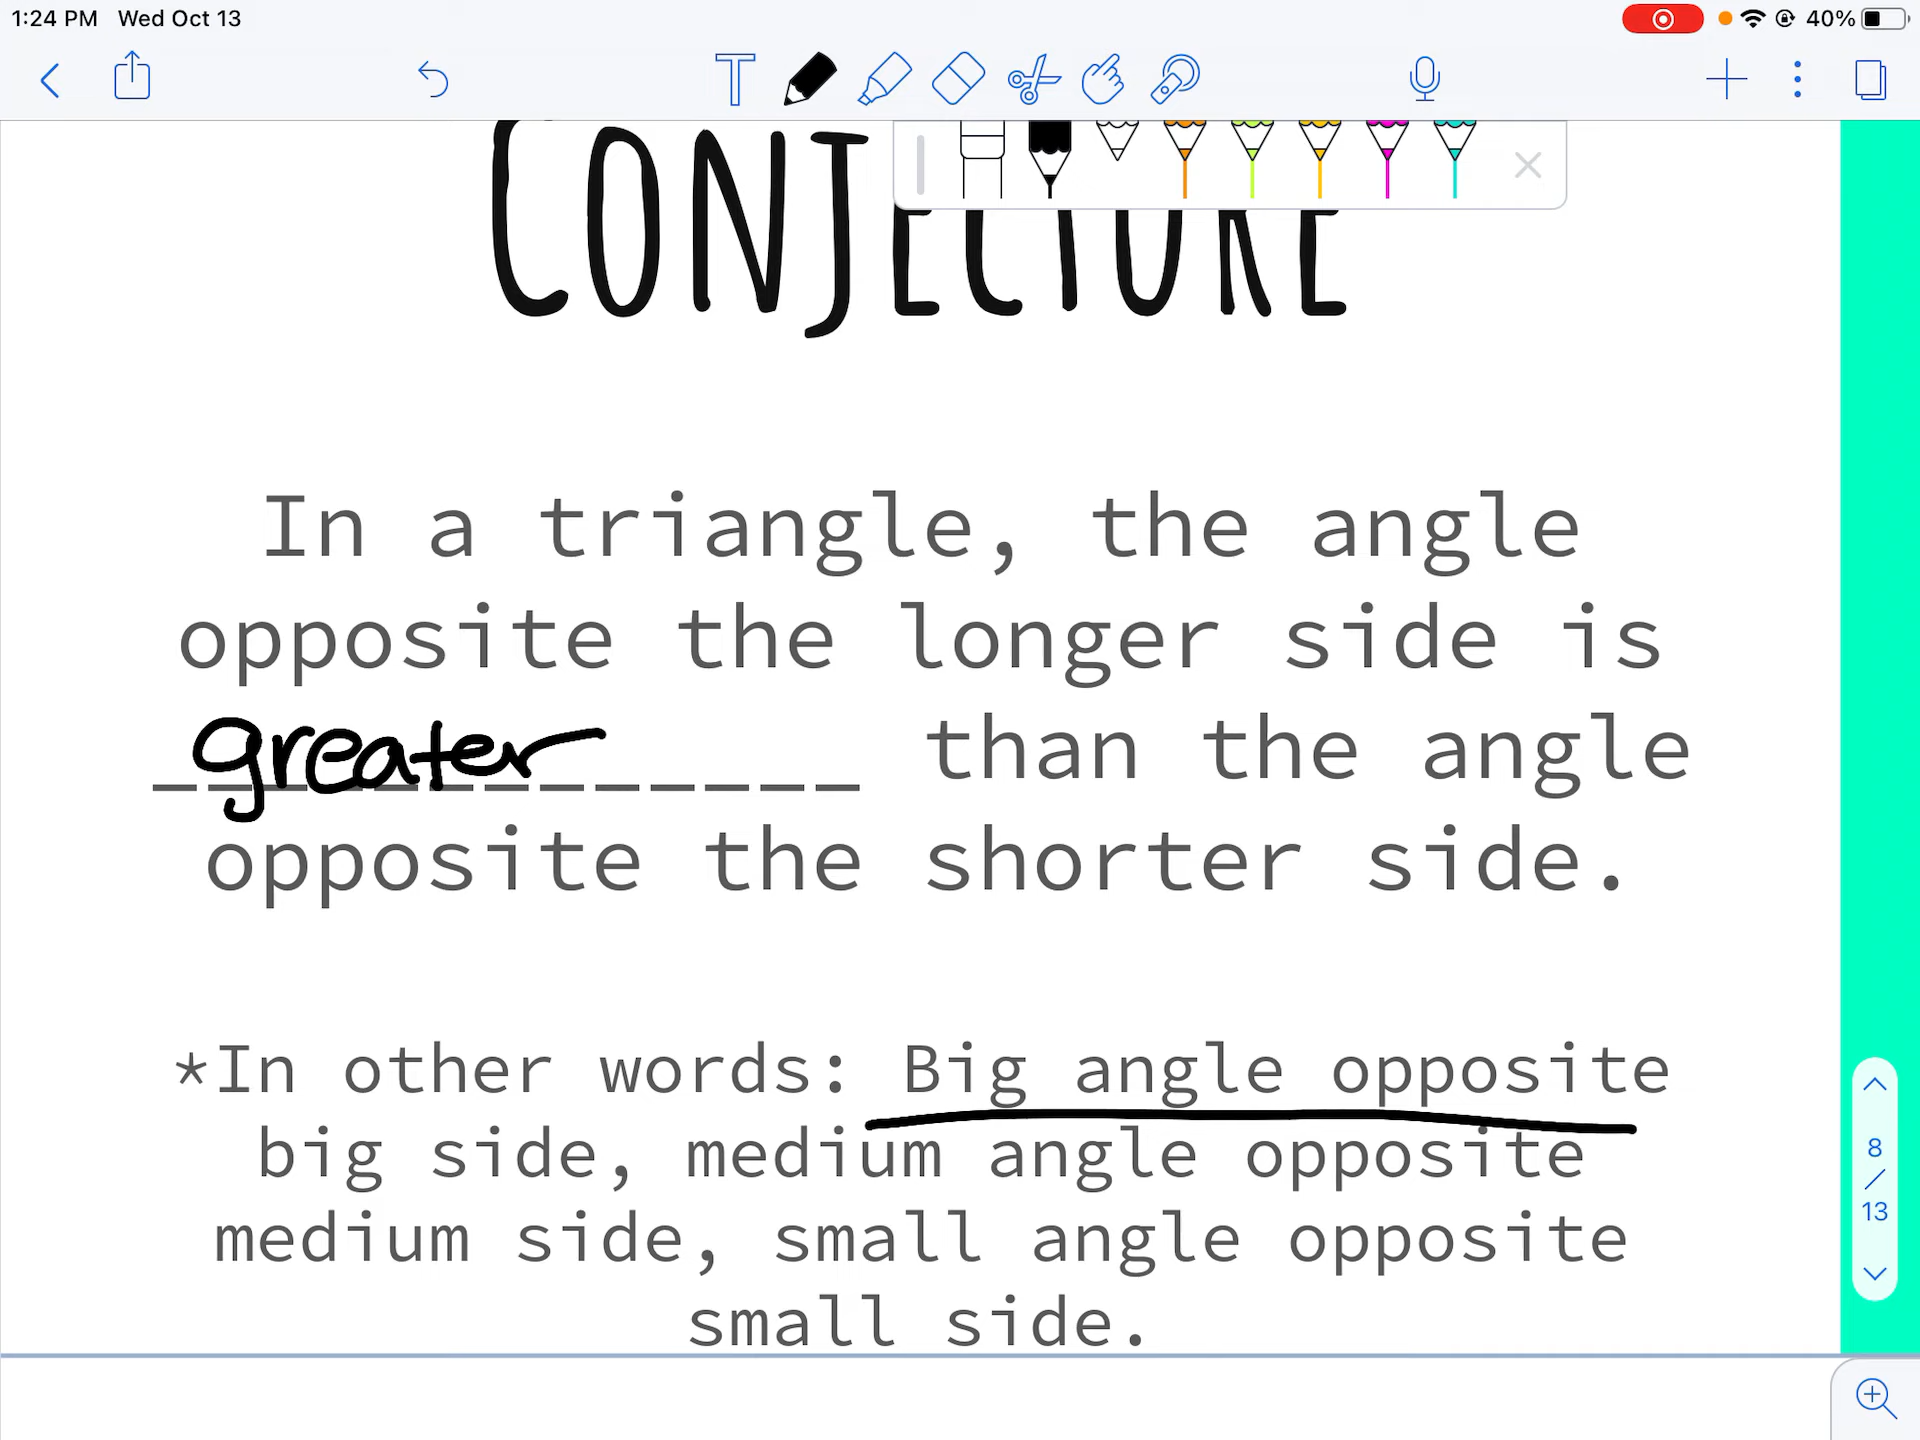 1:24 PM Wed Oct 13
40%
CONJECTURE
In a triangle, the angle
opposite the longer side is
greater than the angle
opposite the shorter side.
*In other words: Big angle opposite
big side, medium angle opposite
medium side, small angle opposite
small side.
8
/
13